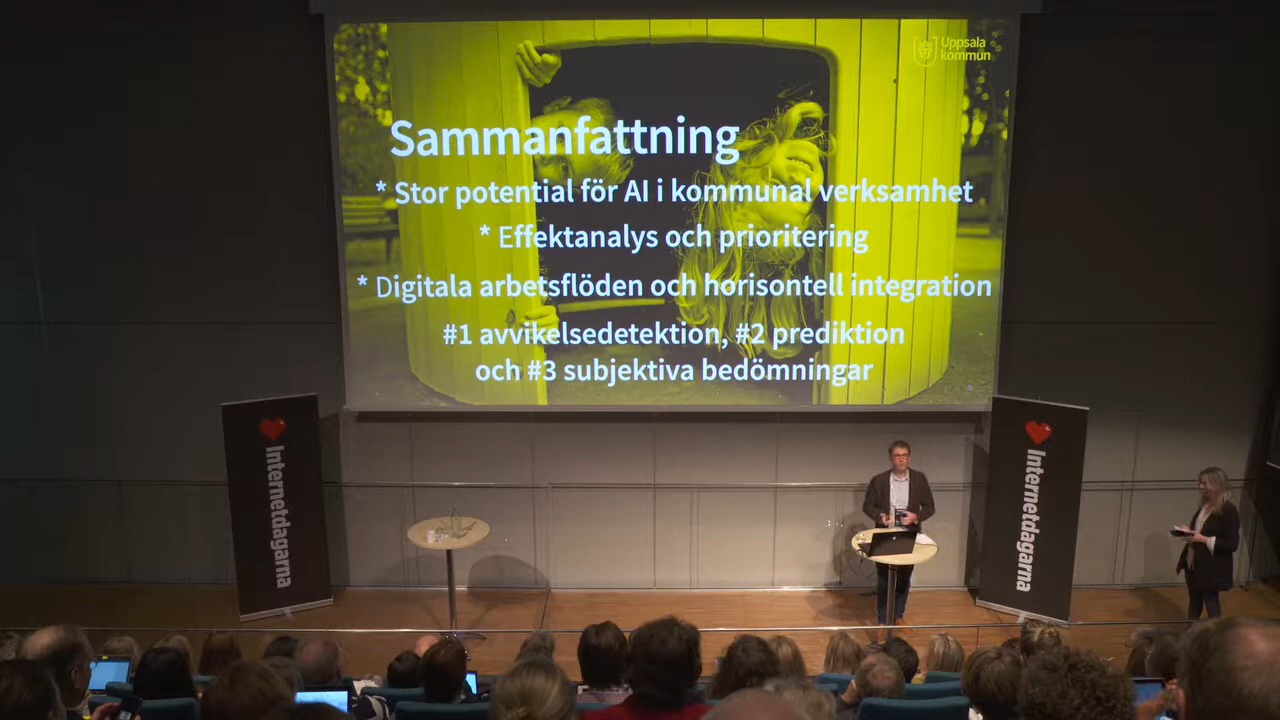 Uppsala
kommun
Sammanfattning
* Stor potential för AI i kommunal verksamhet
* Effektanalys och prioritering
* Digitala arbetsflöden och horisontell integration
#1 avvikelsedetektion, #2 prediktion
och #3 subjektiva bedömningar
Internetdagarna
Internetdagarna